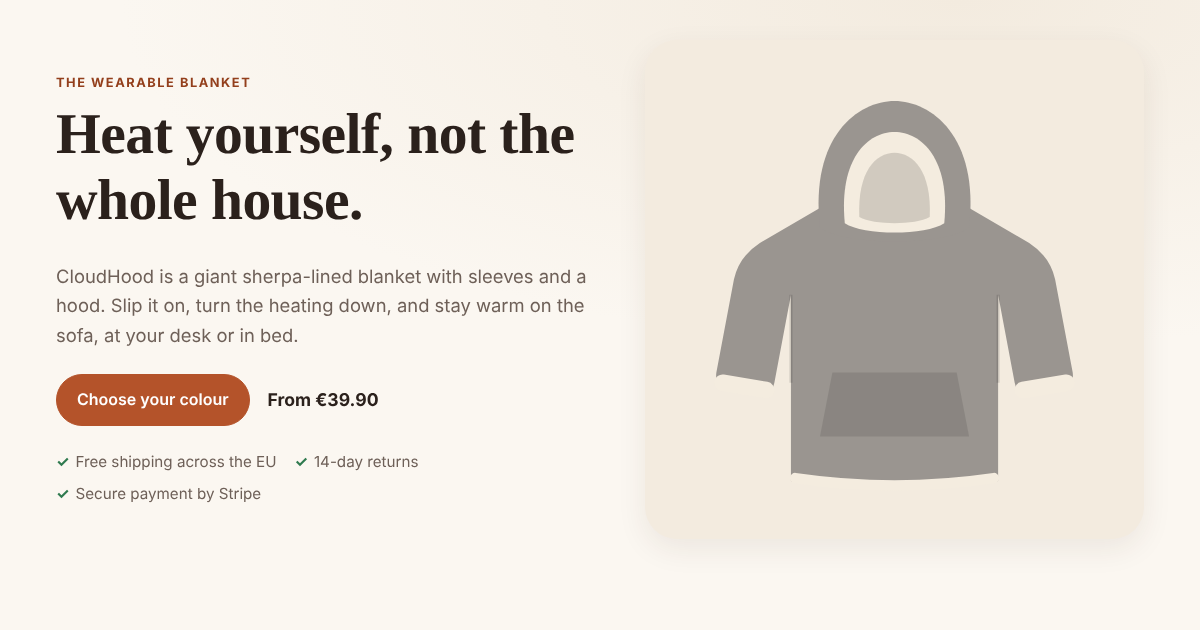 THE WEARABLE BLANKET
Heat yourself, not the
whole house.
CloudHood is a giant sherpa-lined blanket with sleeves and a
hood. Slip it on, turn the heating down, and stay warm on the
sofa, at your desk or in bed.
Choose your colour From €39.90
✓ Free shipping across the EU ✓ 14-day returns
✓ Secure payment by Stripe